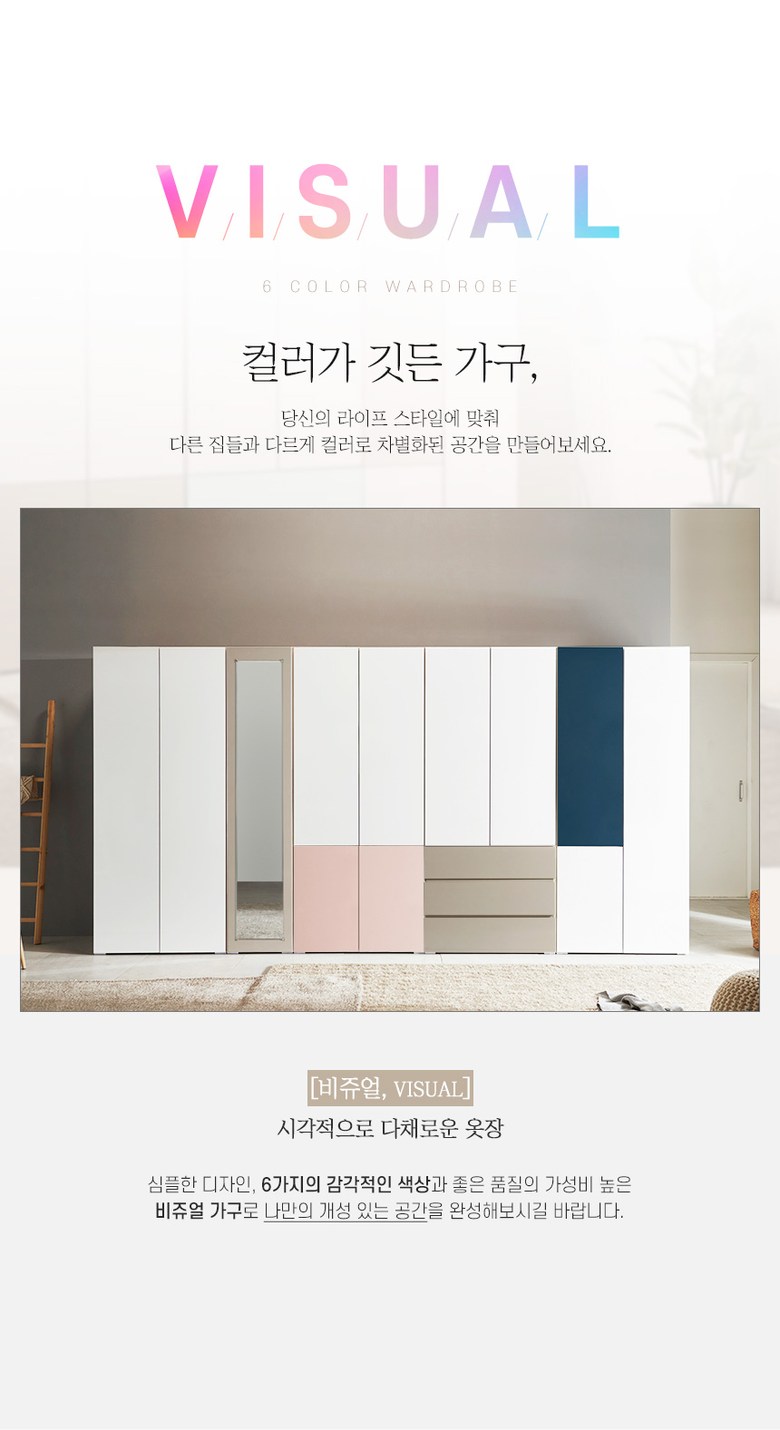 V/I/S/U/A/L
6 COLOR WARDROBE
컬러가 깃든 가구,
당신의 라이프 스타일에 맞춰
다른 집들과 다르게 컬러로 차별화된 공간을 만들어보세요.
[비쥬얼, VISUAL]
시각적으로 다채로운 옷장
심플한 디자인, 6가지의 감각적인 색상과 좋은 품질의 가성비 높은
비쥬얼 가구로 나만의 개성 있는 공간을 완성해보시길 바랍니다.